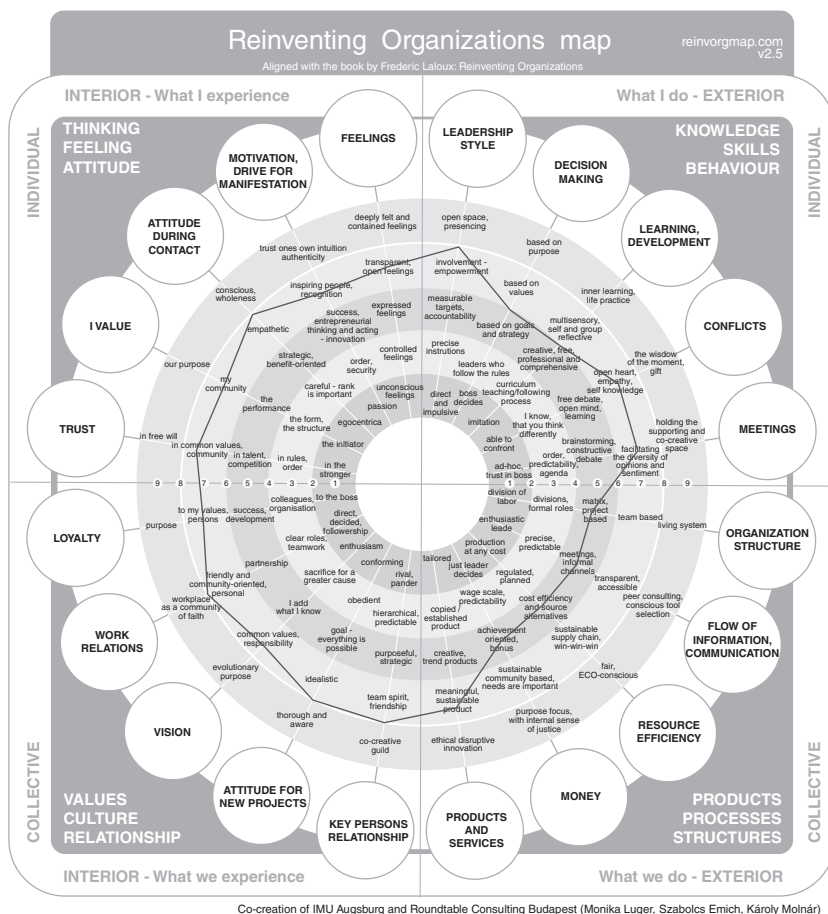 Reinventing Organizations map
reinvorgmap.com
v2.5
Aligned with the book by Frederic Laloux: Reinventing Organizations
INTERIOR - What I experience
What I do - EXTERIOR
INDIVIDUAL
INDIVIDUAL
THINKING
FEELING
ATTITUDE
KNOWLEDGE
SKILLS
BEHAVIOUR
FEELINGS
deeply felt and
contained feelings
transparent,
open feelings
expressed
feelings
controlled
feelings
unconscious
feelings
LEADERSHIP
STYLE
open space,
presencing
involvement -
empowerment
measurable
targets,
accountability
precise
instrutions
direct
and
impulsive
MOTIVATION,
DRIVE FOR
MANIFESTATION
trust ones own intuition
authenticity
inspiring people,
recognition
success,
entrepreneurial
thinking and acting
- innovation
order,
security
passion
DECISION
MAKING
based on
purpose
based on
values
based on goals
and strategy
leaders who
follow the rules
boss
decides
ATTITUDE
DURING
CONTACT
conscious,
wholeness
empathetic
strategic,
benefit-oriented
careful - rank
is important
egocentrica
LEARNING,
DEVELOPMENT
inner learning,
life practice
multisensory,
self and group
reflective
creative, free,
professional and
comprehensive
curriculum
teaching/following
process
imitation
I VALUE
our purpose
my
community
the
performance
the form,
the structure
the initiator
CONFLICTS
the wisdow
of the moment,
gift
open heart,
empathy,
self knowledge
free debate,
open mind,
learning
I know,
that you think
differently
able to
confront
TRUST
in free will
in common values,
community
in talent,
competition
in rules,
order
in the
stronger
MEETINGS
holding the
supporting and
co-creative
space
facitating
the diversity of
opinions and
sentiment
brainstorming,
constructive
debate
order,
predictability,
agenda
ad-hoc,
trust in boss
9 8 7 6 5 4 3 2 1
1 2 3 4 5 6 7 8 9
LOYALTY
purpose
to my values,
persons
success,
development
colleagues,
organisation
to the boss
ORGANIZATION
STRUCTURE
living system
team based
matrix,
project
based
divisions,
formal roles
division of
labor
WORK
RELATIONS
workplace
as a community
of faith
friendly and
community-oriented,
personal
partnership
clear roles,
teamwork
direct,
decided,
followership
FLOW OF
INFORMATION,
COMMUNICATION
peer consulting,
conscious tool
selection
transparent,
accessible
meetings,
informal
channels
precise,
predictable
enthusiastic
leade
VISION
evolutionary
purpose
common values,
responsibility
I add
what I know
sacrifice for a
greater cause
enthusiasm
RESOURCE
EFFICIENCY
fair,
ECO-conscious
sustainable
supply chain,
win-win-win
cost efficiency
and source
alternatives
regulated,
planned
production
at any cost
ATTITUDE FOR
NEW PROJECTS
thorough and
aware
idealistic
goal -
everything is
possible
obedient
conforming
MONEY
purpose focus,
with internal sense
of justice
sustainable
community based,
needs are important
achievement
oriented,
bonus
wage scale,
predictability
just leader
decides
KEY PERSONS
RELATIONSHIP
co-creative
guild
team spirit,
friendship
purposeful,
strategic
hierarchical,
predictable
rival,
pander
PRODUCTS
AND
SERVICES
ethical disruptive
innovation
meaningful,
sustainable
product
creative,
trend products
copied
established
product
tailored
COLLECTIVE
COLLECTIVE
VALUES
CULTURE
RELATIONSHIP
PRODUCTS
PROCESSES
STRUCTURES
INTERIOR - What we experience
What we do - EXTERIOR
Co-creation of IMU Augsburg and Roundtable Consulting Budapest (Monika Luger, Szabolcs Emich, Károly Molnár)